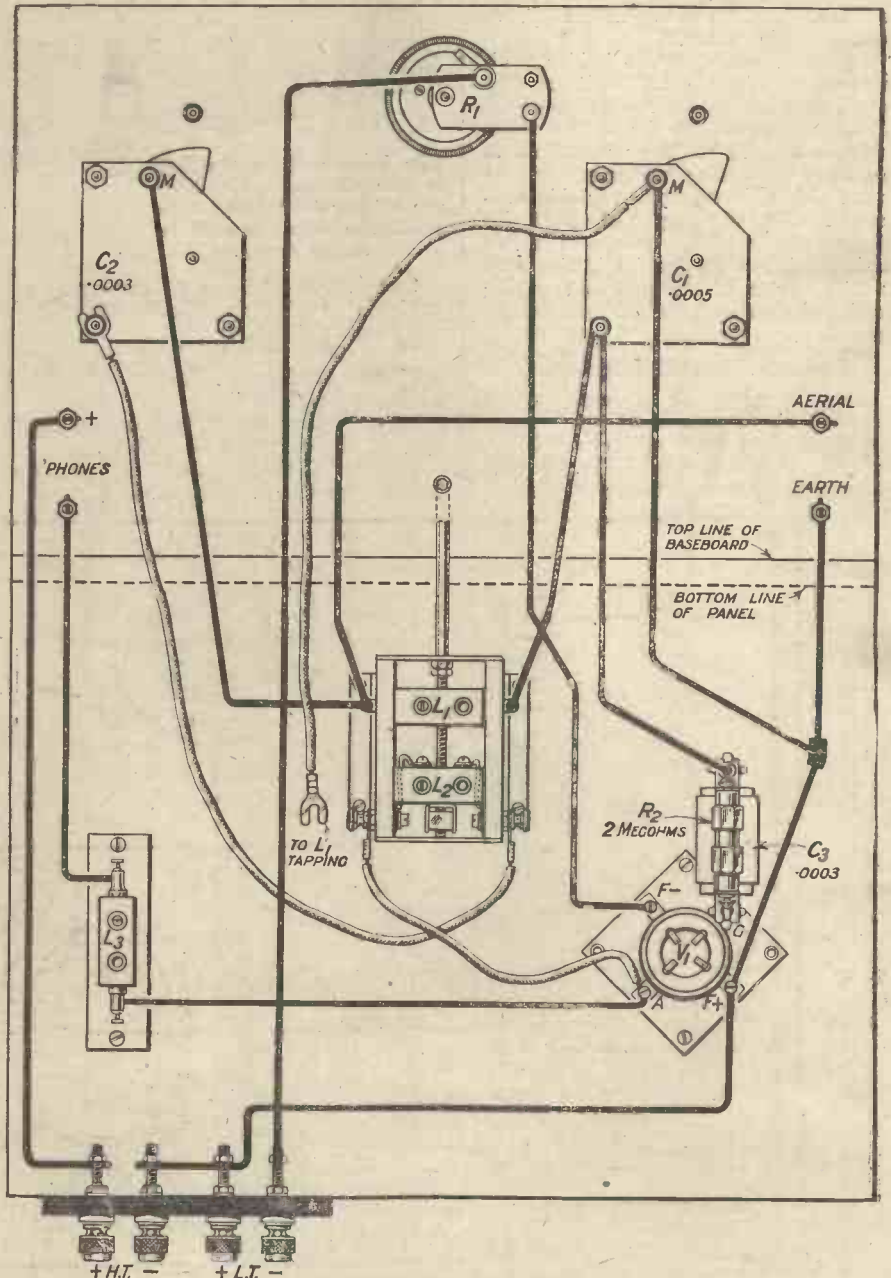 R1
M
M
C2
.0003
C1
.0005
+
AERIAL
'PHONES
EARTH
TOP LINE OF
BASEBOARD
BOTTOM LINE
OF PANEL
L1
L2
TO L1
TAPPING
R2
2 MEGOHMS
C3
.0003
F-
G
L3
V1
A
F+
+ H.T. -
+ L.T. -